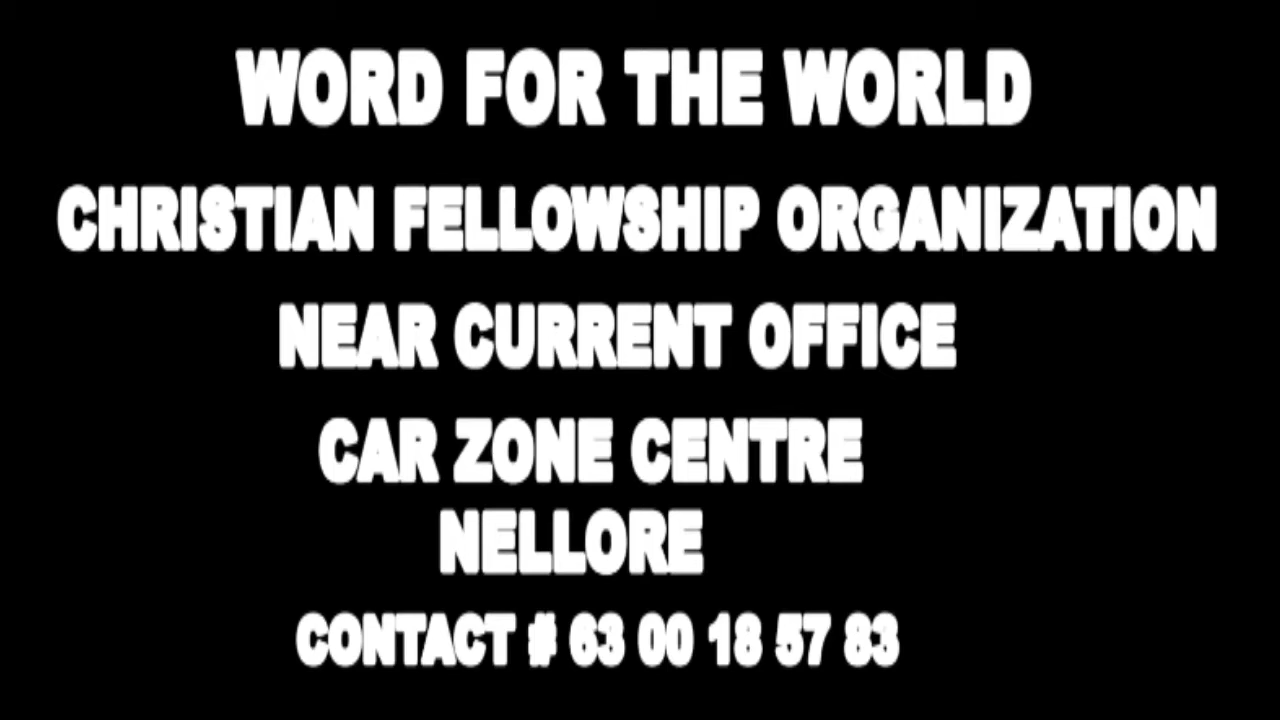 WORD FOR THE WORLD
CHRISTIAN FELLOWSHIP ORGANIZATION
NEAR CURRENT OFFICE
CAR ZONE CENTRE
NELLORE
CONTACT # 63 00 18 57 83